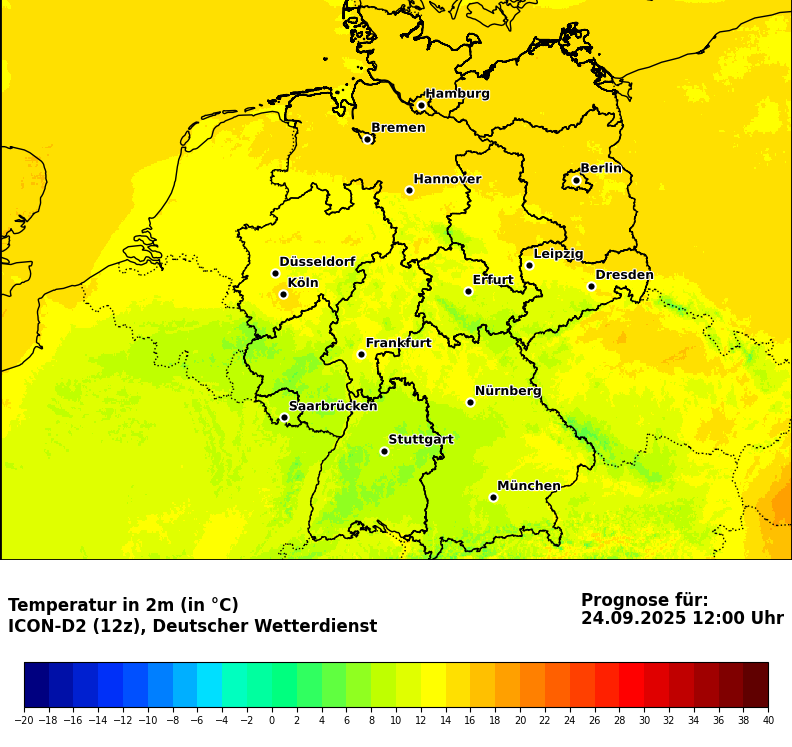 Hamburg
Bremen
Berlin
Hannover
Leipzig
Düsseldorf
Dresden
Köln
Erfurt
Frankfurt
Nürnberg
Saarbrücken
Stuttgart
München
Temperatur in 2m (in °C)
ICON-D2 (12z), Deutscher Wetterdienst
Prognose für:
24.09.2025 12:00 Uhr
−20 −18 −16 −14 −12 −10 −8 −6 −4 −2 0 2 4 6 8 10 12 14 16 18 20 22 24 26 28 30 32 34 36 38 40